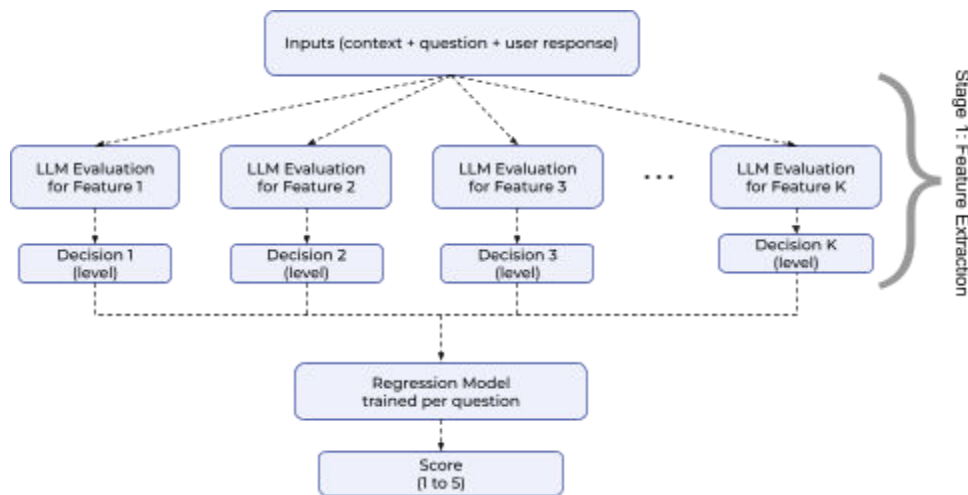 Inputs (context + question + user response)
LLM Evaluation
for Feature 1
LLM Evaluation
for Feature 2
LLM Evaluation
for Feature 3
...
LLM Evaluation
for Feature K
Decision 1
(level)
Decision 2
(level)
Decision 3
(level)
Decision K
(level)
Stage 1: Feature Extraction
Regression Model
trained per question
Score
(1 to 5)